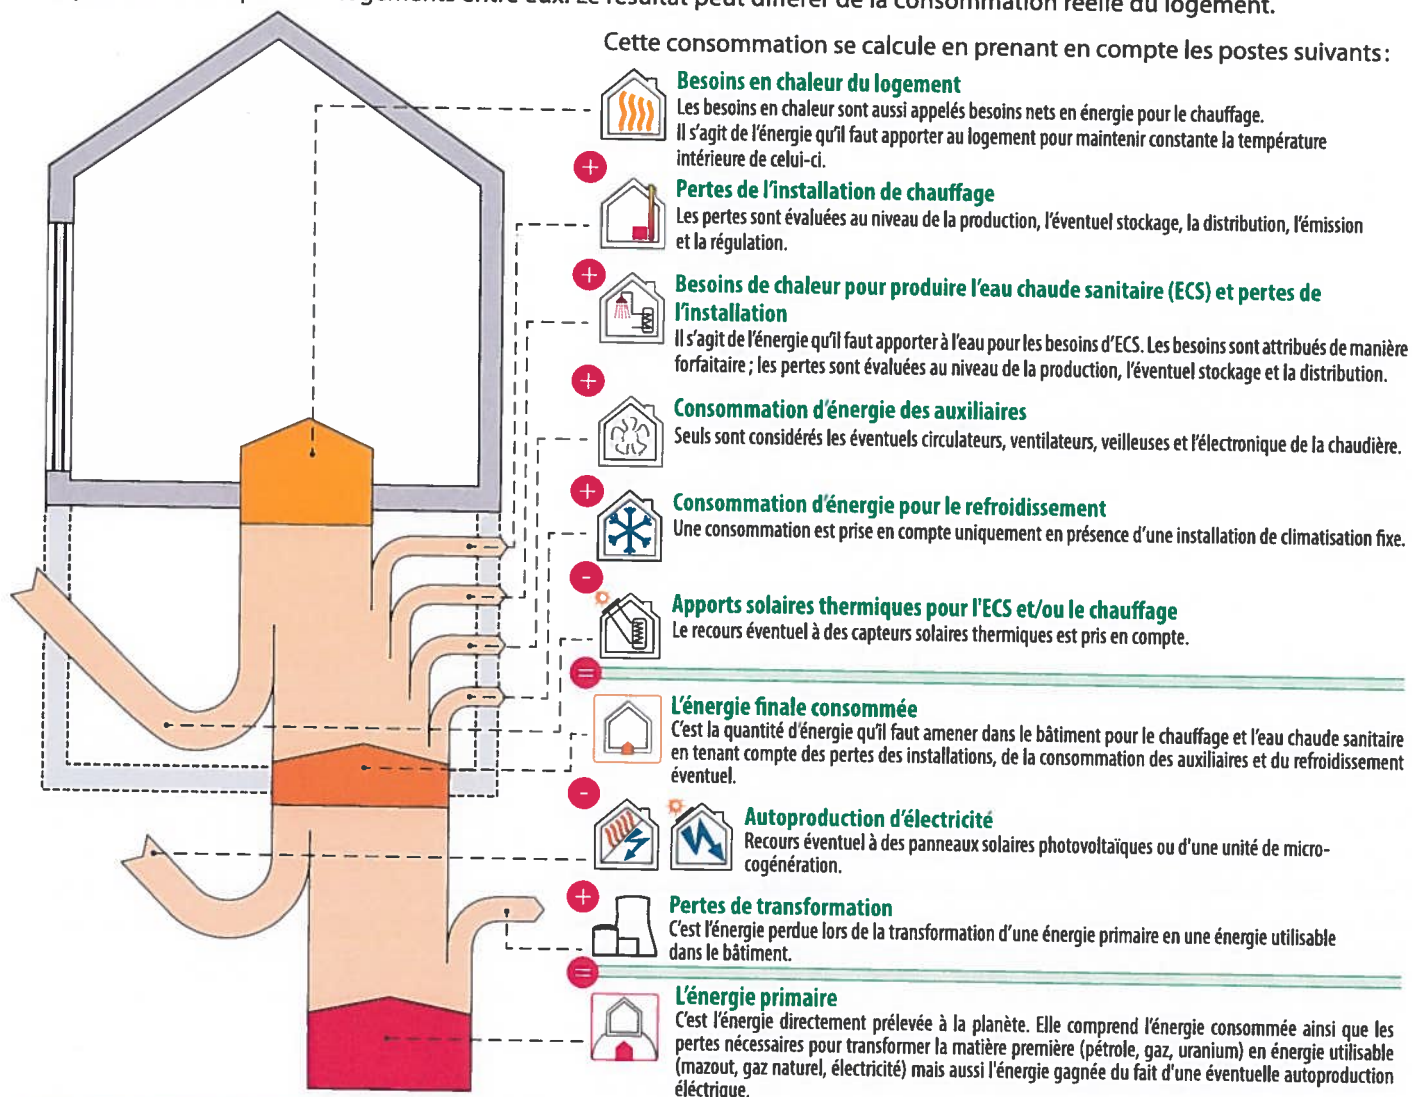 logements entre eux. Le résultat peut différer de la consommation réelle du logement.
Cette consommation se calcule en prenant en compte les postes suivants :
Besoins en chaleur du logement
Les besoins en chaleur sont aussi appelés besoins nets en énergie pour le chauffage.
Il s'agit de l'énergie qu'il faut apporter au logement pour maintenir constante la température
intérieure de celui-ci.
+
Pertes de l'installation de chauffage
Les pertes sont évaluées au niveau de la production, l'éventuel stockage, la distribution, l'émission
et la régulation.
+
Besoins de chaleur pour produire l'eau chaude sanitaire (ECS) et pertes de
l'installation
Il s'agit de l'énergie qu'il faut apporter à l'eau pour les besoins d'ECS. Les besoins sont attribués de manière
forfaitaire ; les pertes sont évaluées au niveau de la production, l'éventuel stockage et la distribution.
+
Consommation d'énergie des auxiliaires
Seuls sont considérés les éventuels circulateurs, ventilateurs, veilleuses et l'électronique de la chaudière.
+
Consommation d'énergie pour le refroidissement
Une consommation est prise en compte uniquement en présence d'une installation de climatisation fixe.
-
Apports solaires thermiques pour l'ECS et/ou le chauffage
Le recours éventuel à des capteurs solaires thermiques est pris en compte.
=
L'énergie finale consommée
C'est la quantité d'énergie qu'il faut amener dans le bâtiment pour le chauffage et l'eau chaude sanitaire
en tenant compte des pertes des installations, de la consommation des auxiliaires et du refroidissement
éventuel.
-
Autoproduction d'électricité
Recours éventuel à des panneaux solaires photovoltaïques ou d'une unité de micro-
cogénération.
+
Pertes de transformation
C'est l'énergie perdue lors de la transformation d'une énergie primaire en une énergie utilisable
dans le bâtiment.
=
L'énergie primaire
C'est l'énergie directement prélevée à la planète. Elle comprend l'énergie consommée ainsi que les
pertes nécessaires pour transformer la matière première (pétrole, gaz, uranium) en énergie utilisable
(mazout, gaz naturel, électricité) mais aussi l'énergie gagnée du fait d'une éventuelle autoproduction
éléctrique.